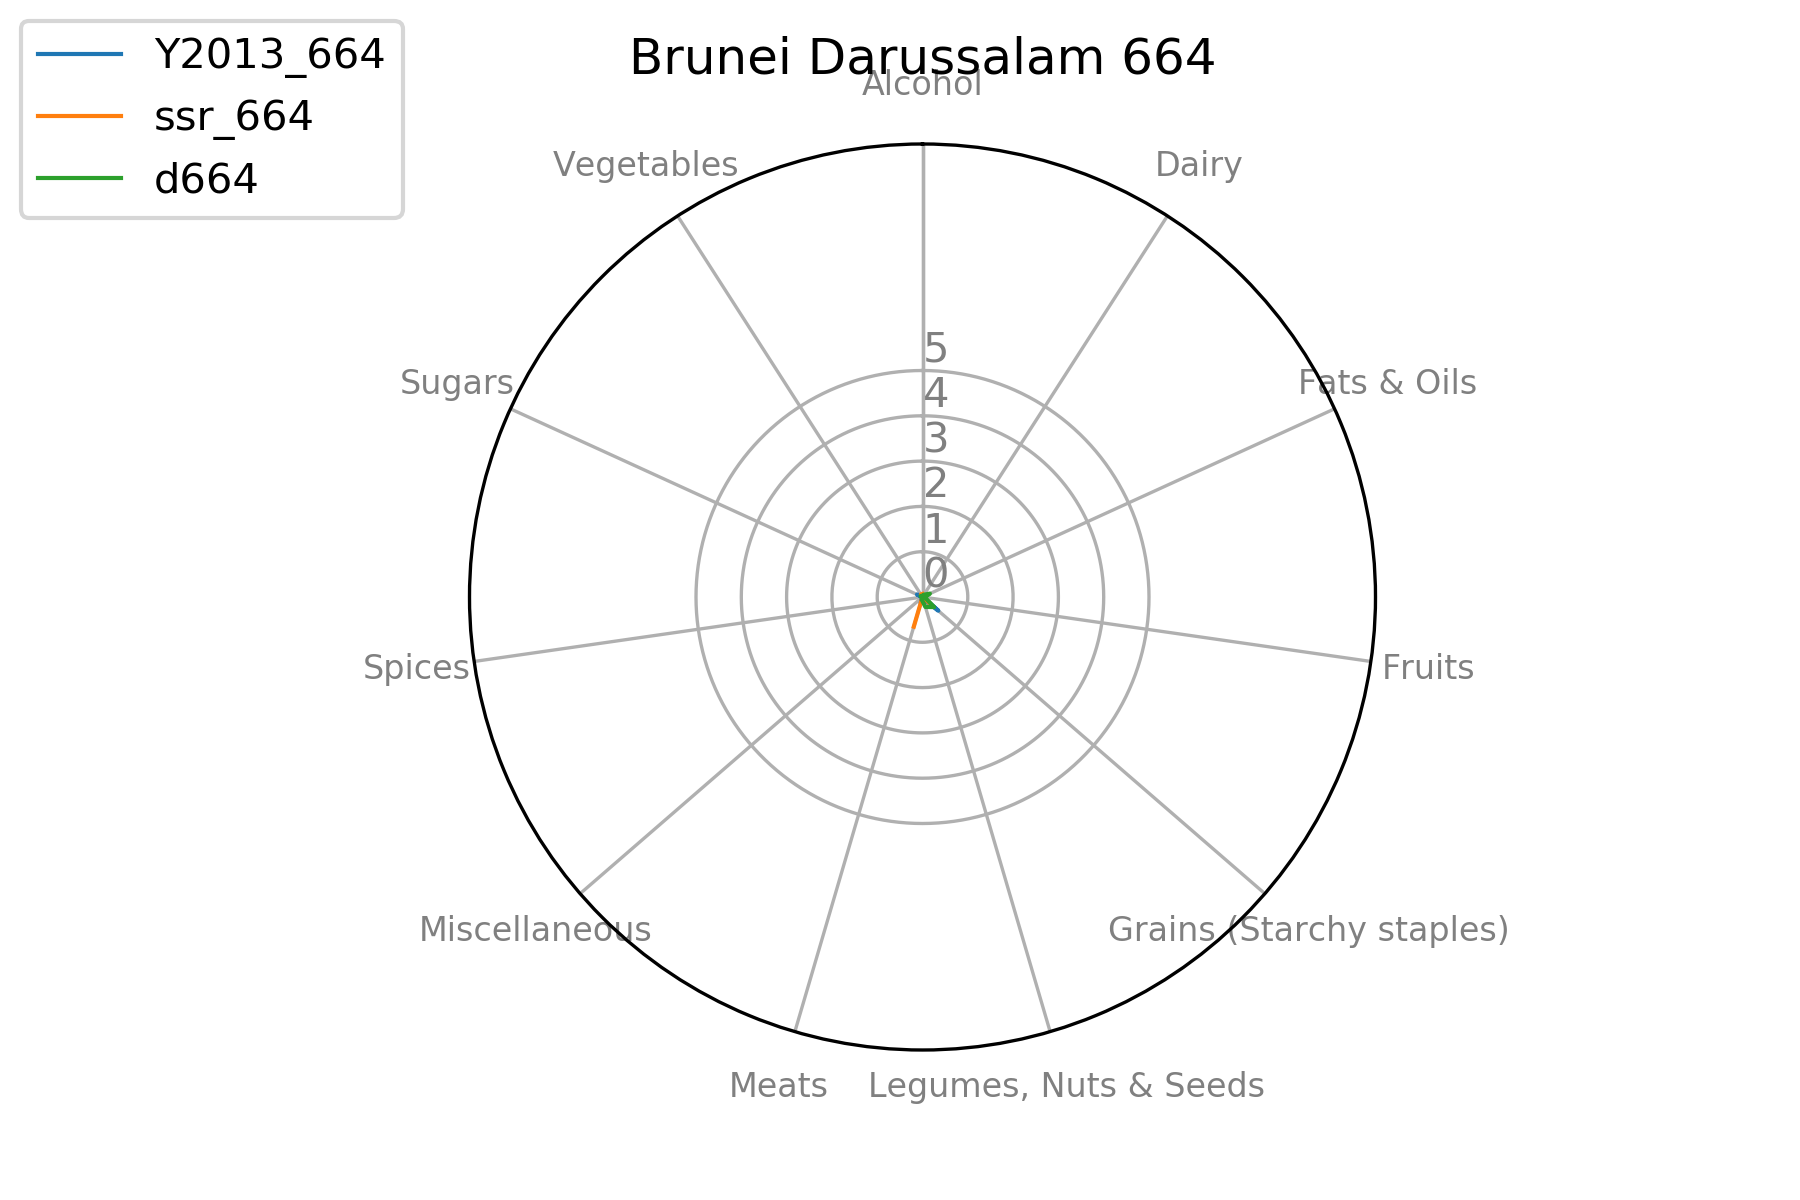 Y2013_664
ssr_664
d664
Brunei Darussalam 664
Alcohol
Vegetables
Dairy
Sugars
Fats & Oils
5
4
3
2
1
0
Spices
Fruits
Miscellaneous
Grains (Starchy staples)
Meats
Legumes, Nuts & Seeds